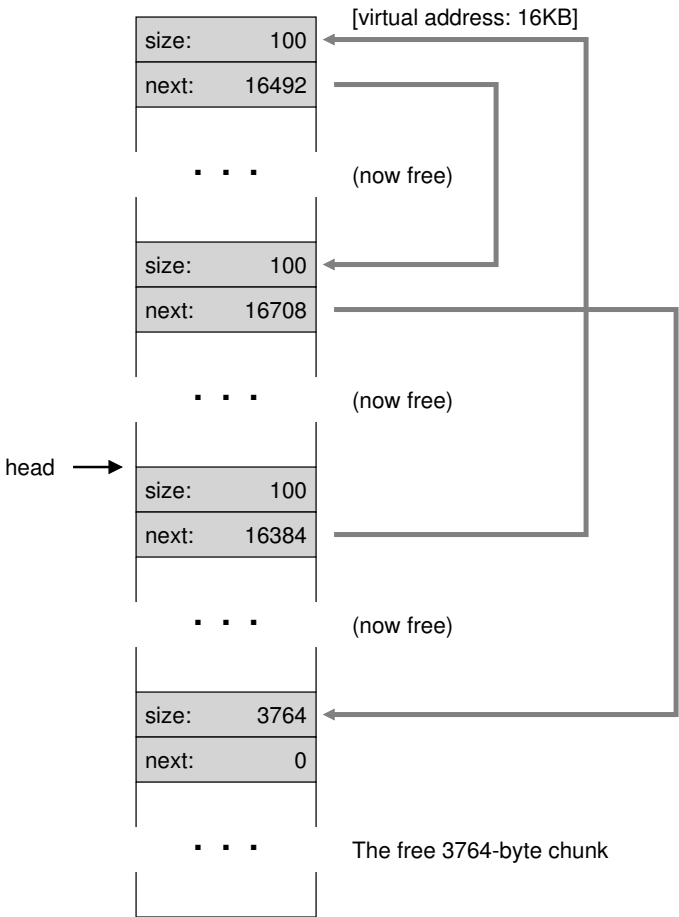 [virtual address: 16KB]
size: 100
next: 16492
. . .
(now free)
size: 100
next: 16708
. . .
(now free)
head
size: 100
next: 16384
. . .
(now free)
size: 3764
next: 0
. . .
The free 3764-byte chunk